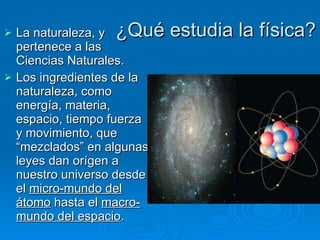 ¿Qué estudia la física?
La naturaleza, y
pertenece a las
Ciencias Naturales.
Los ingredientes de la
naturaleza, como
energía, materia,
espacio, tiempo fuerza
y movimiento, que
“mezclados” en algunas
leyes dan orígen a
nuestro universo desde
el micro-mundo del
átomo hasta el macro-
mundo del espacio.